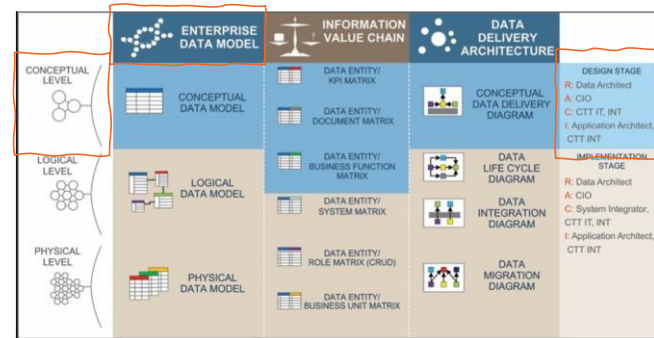 ENTERPRISE
DATA MODEL
INFORMATION
VALUE CHAIN
DATA
DELIVERY
ARCHITECTURE
CONCEPTUAL
LEVEL
CONCEPTUAL
DATA MODEL
DATA ENTITY/
KPI MATRIX
DATA ENTITY/
DOCUMENT MATRIX
DATA ENTITY/
BUSINESS FUNCTION
MATRIX
CONCEPTUAL
DATA DELIVERY
DIAGRAM
DESIGN STAGE
R: Data Architect
A: CIO
C: CTT IT, INT
I: Application Architect,
CTT INT
LOGICAL
LEVEL
LOGICAL
DATA MODEL
DATA ENTITY/
SYSTEM MATRIX
DATA
LIFE CYCLE
DIAGRAM
DATA
INTEGRATION
DIAGRAM
IMPLEMENTATION
STAGE
R: Data Architect
A: CIO
C: System Integrator,
CTT IT, INT
I: Application Architect,
CTT INT
PHYSICAL
LEVEL
PHYSICAL
DATA MODEL
DATA ENTITY/
ROLE MATRIX (CRUD)
DATA ENTITY/
BUSINESS UNIT MATRIX
DATA
MIGRATION
DIAGRAM